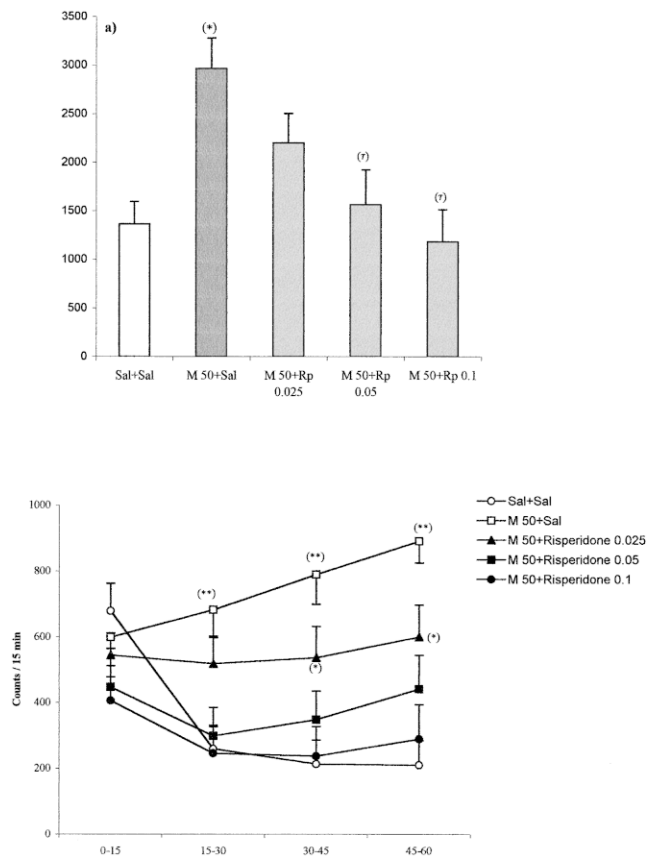 a)
(*)
3500
3000
2500
2000
(τ)
(τ)
1500
1000
500
0
Sal+Sal M 50+Sal M 50+Rp 0.025 M 50+Rp 0.05 M 50+Rp 0.1
1000
Sal+Sal
M 50+Sal
M 50+Risperidone 0.025
M 50+Risperidone 0.05
M 50+Risperidone 0.1
(**)
(**)
(**)
800
600
(*)
(*)
400
200
0
Counts / 15 min
0-15 15-30 30-45 45-60